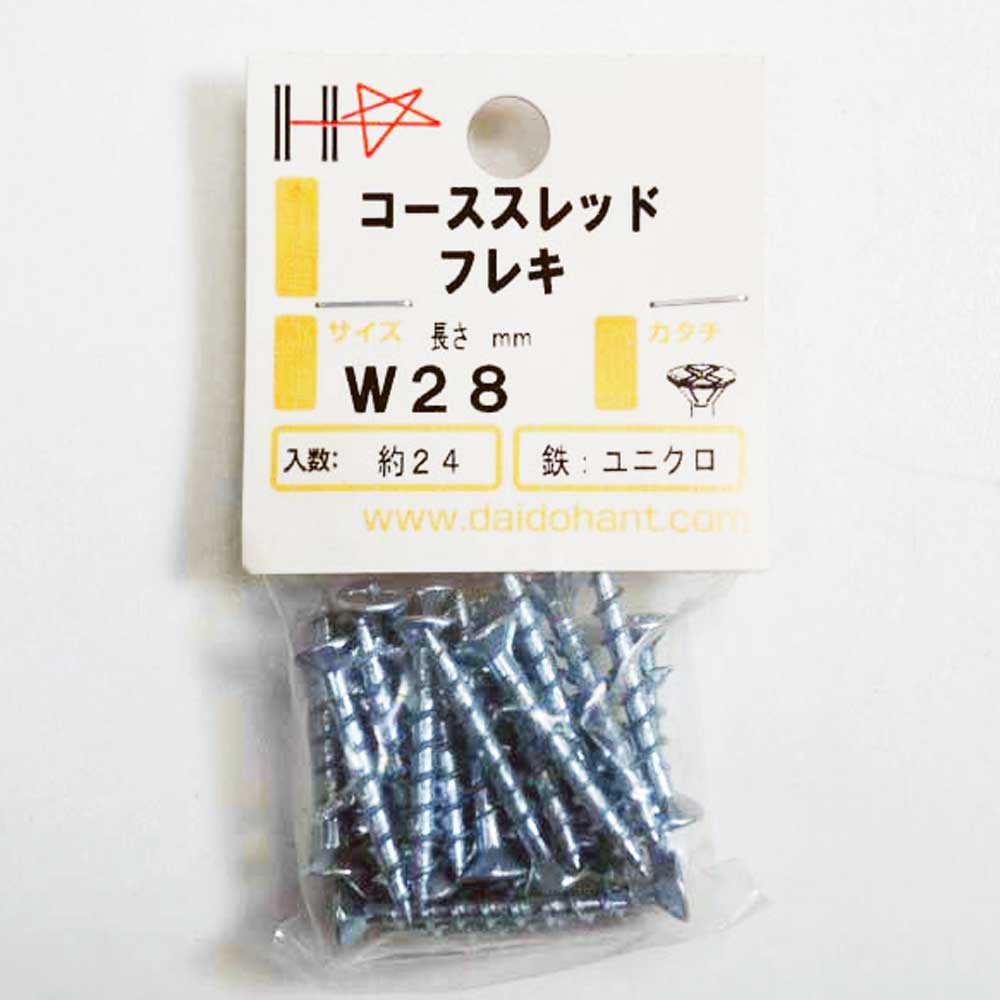 H
コーススレッド
フレキ
サイズ 長さ mm
カタチ
W28
入数: 約24
鉄:ユニクロ
www.daidohant.com